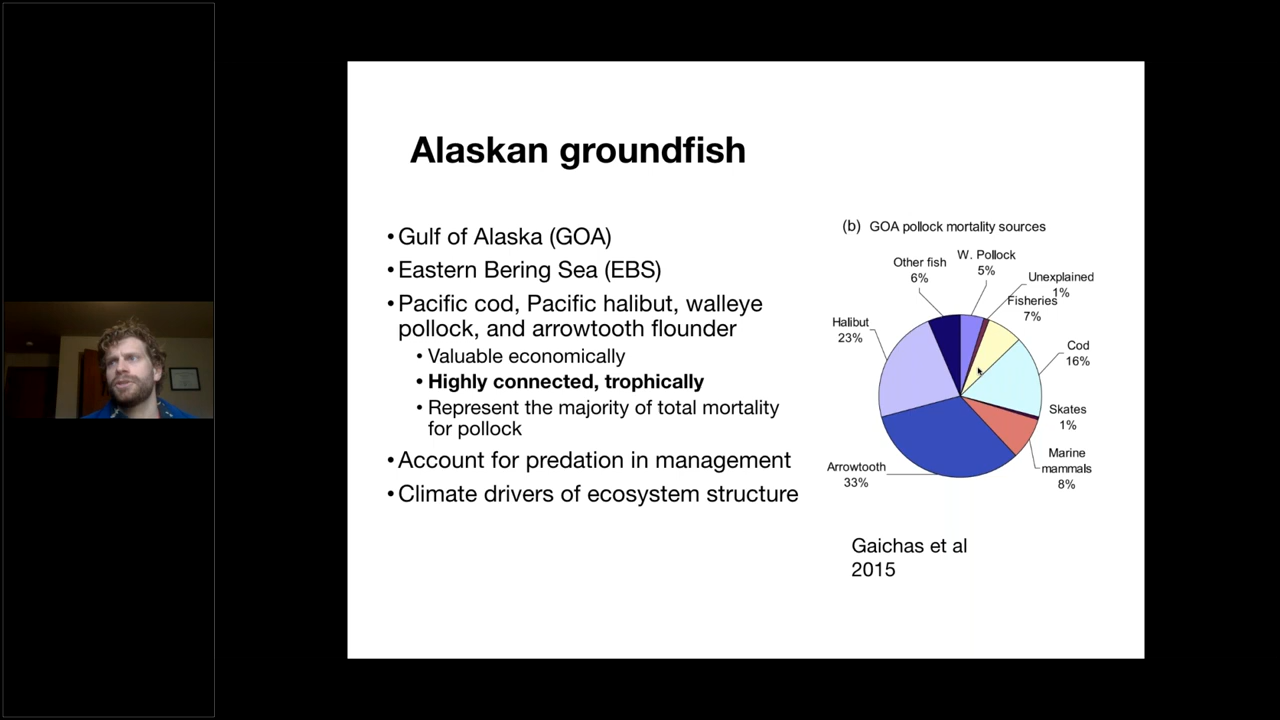 Alaskan groundfish
•Gulf of Alaska (GOA)
•Eastern Bering Sea (EBS)
•Pacific cod, Pacific halibut, walleye
pollock, and arrowtooth flounder
•Valuable economically
•Highly connected, trophically
•Represent the majority of total mortality
for pollock
•Account for predation in management
•Climate drivers of ecosystem structure
(b) GOA pollock mortality sources
W. Pollock
5%
Other fish
6%
Unexplained
1%
Fisheries
7%
Halibut
23%
Cod
16%
Skates
1%
Marine
mammals
8%
Arrowtooth
33%
Gaichas et al
2015